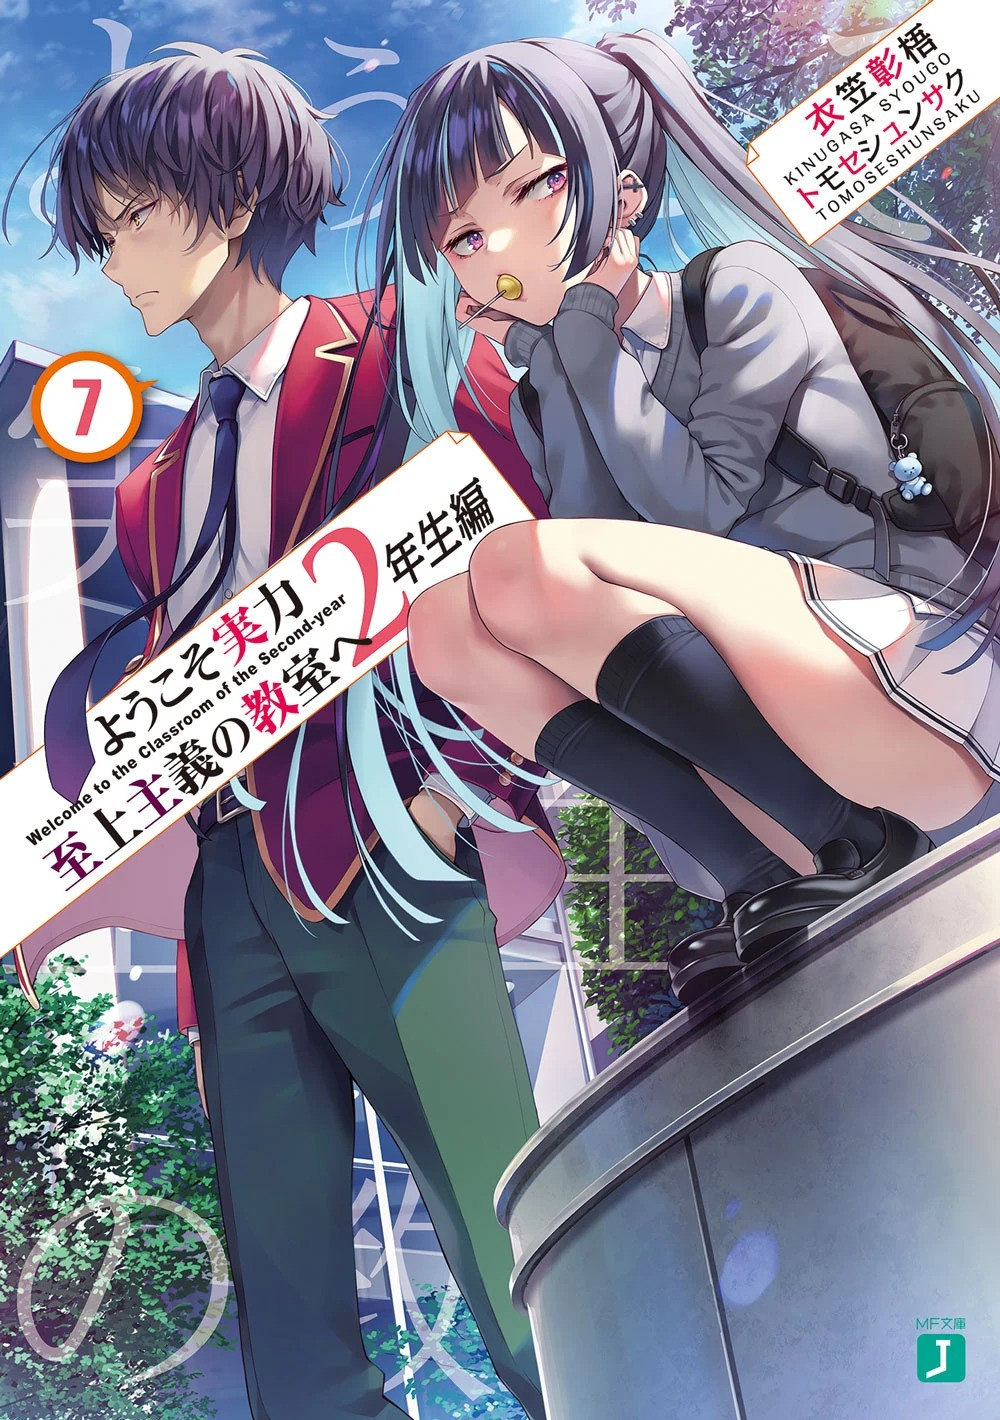 衣笠彰悟
KINUGASA SYOUGO
トモセシュンサク
TOMOSESHUNSAKU
7
ようこそ実力
Welcome to the Classroom of the Second-year
至上主義の教室へ
2年生編
MF文庫
J